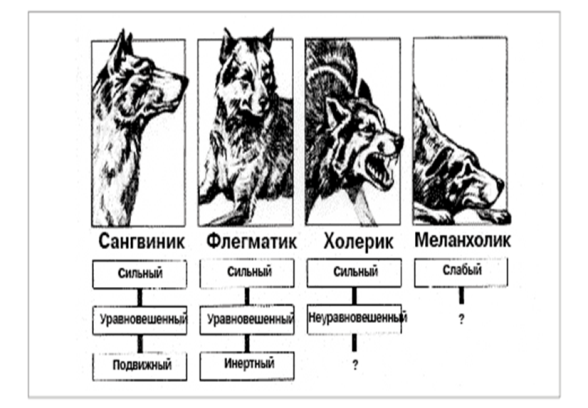 Сангвиник Флегматик Холерик Меланхолик
Сильный Сильный Сильный Слабый
Уравновешенный Уравновешенный Неуравновешенный ?
Подвижный Инертный ?